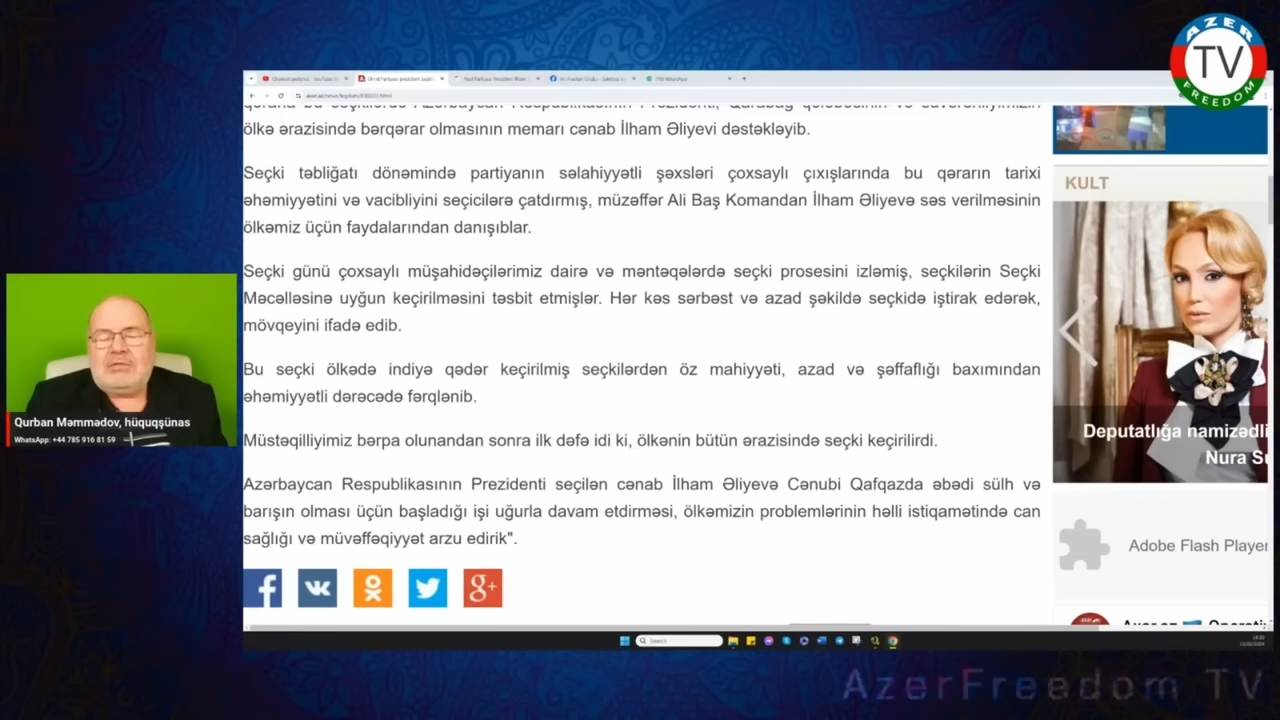 AZER
TV
FREEDOM
ölkə ərazisində bərqərar olmasının memarı cənab İlham Əliyevi dəstəkləyib.
Seçki təbliğatı dönəmində partiyanın səlahiyyətli şəxsləri çoxsaylı çıxışlarında bu qərarın tarixi
əhəmiyyətini və vacibliyini seçicilərə çatdırmış, müzəffər Ali Baş Komandan İlham Əliyevə səs verilməsinin
ölkəmiz üçün faydalarından danışıblar.
Seçki günü çoxsaylı müşahidəçilərimiz dairə və məntəqələrdə seçki prosesini izləmiş, seçkilərin Seçki
Məcəlləsinə uyğun keçirilməsini təsbit etmişlər. Hər kəs sərbəst və azad şəkildə seçkidə iştirak edərək,
mövqeyini ifadə edib.
Bu seçki ölkədə indiyə qədər keçirilmiş seçkilərdən öz mahiyyəti, azad və şəffaflığı baxımından
əhəmiyyətli dərəcədə fərqlənib.
Müstəqilliyimiz bərpa olunandan sonra ilk dəfə idi ki, ölkənin bütün ərazisində seçki keçirilirdi.
Azərbaycan Respublikasının Prezidenti seçilən cənab İlham Əliyevə Cənubi Qafqazda əbədi sülh və
barışın olması üçün başladığı işi uğurla davam etdirməsi, ölkəmizin problemlərinin həlli istiqamətində can
sağlığı və müvəffəqiyyət arzu edirik".
KULT
Deputatlığa namizədli
Nura Su
Adobe Flash Player
Qurban Məmmədov, hüquqşünas
WhatsApp: +44 785 916 81 59
Search
AzerFreedom TV